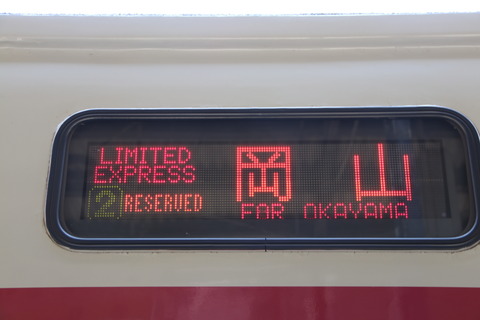 LIMITED
EXPRESS
2 RESERVED
岡山
FOR OKAYAMA